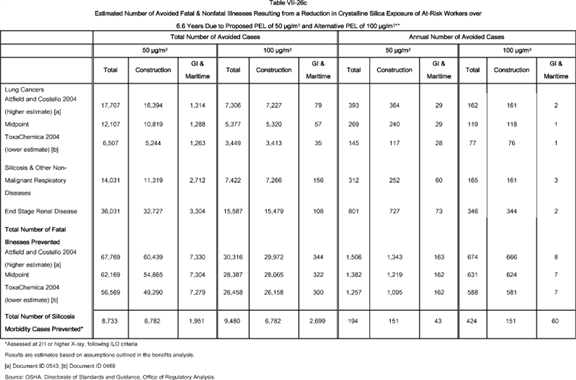 Table VII-26c
Estimated Number of Avoided Fatal & Nonfatal Illnesses Resulting from a Reduction in Crystalline Silica Exposure of At-Risk Workers over
6.6 Years Due to Proposed PEL of 50 µg/m³ and Alternative PEL of 100 µg/m³**
Total Number of Avoided Cases Annual Number of Avoided Cases
50 µg/m³ 100 µg/m³ 50 µg/m³ 100 µg/m³
Total Construction GI & Maritime Total Construction GI & Maritime Total Construction GI & Maritime Total Construction GI & Maritime
Lung Cancers
Attfield and Costello 2004
(higher estimate) [a] 17,707 16,394 1,314 7,306 7,227 79 393 364 29 162 161 2
Midpoint 12,107 10,819 1,288 5,377 5,320 57 269 240 29 119 118 1
ToxaChemica 2004
(lower estimate) [b] 6,507 5,244 1,263 3,449 3,413 35 145 117 28 77 76 1
Silicosis & Other Non-
Malignant Respiratory
Diseases 14,031 11,319 2,712 7,422 7,266 156 312 252 60 165 161 3
End Stage Renal Disease 36,031 32,727 3,304 15,587 15,479 108 801 727 73 346 344 2
Total Number of Fatal
Illnesses Prevented
Attfield and Costello 2004
(higher estimate) [a] 67,769 60,439 7,330 30,316 29,972 344 1,506 1,343 163 674 666 8
Midpoint 62,169 54,865 7,304 28,387 28,065 322 1,382 1,219 162 631 624 7
ToxaChemica 2004
(lower estimate) [b] 56,569 49,290 7,279 26,458 26,158 300 1,257 1,095 162 588 581 7
Total Number of Silicosis
Morbidity Cases Prevented* 8,733 6,782 1,951 9,480 6,782 2,699 194 151 43 424 151 60
*Assessed at 2/1 or higher X-ray, following ILO criteria
Results are estimates based on assumptions outlined in the benefits analysis.
[a] Document ID 0543, [b] Document ID 0469
Source: OSHA, Directorate of Standards and Guidance, Office of Regulatory Analysis.